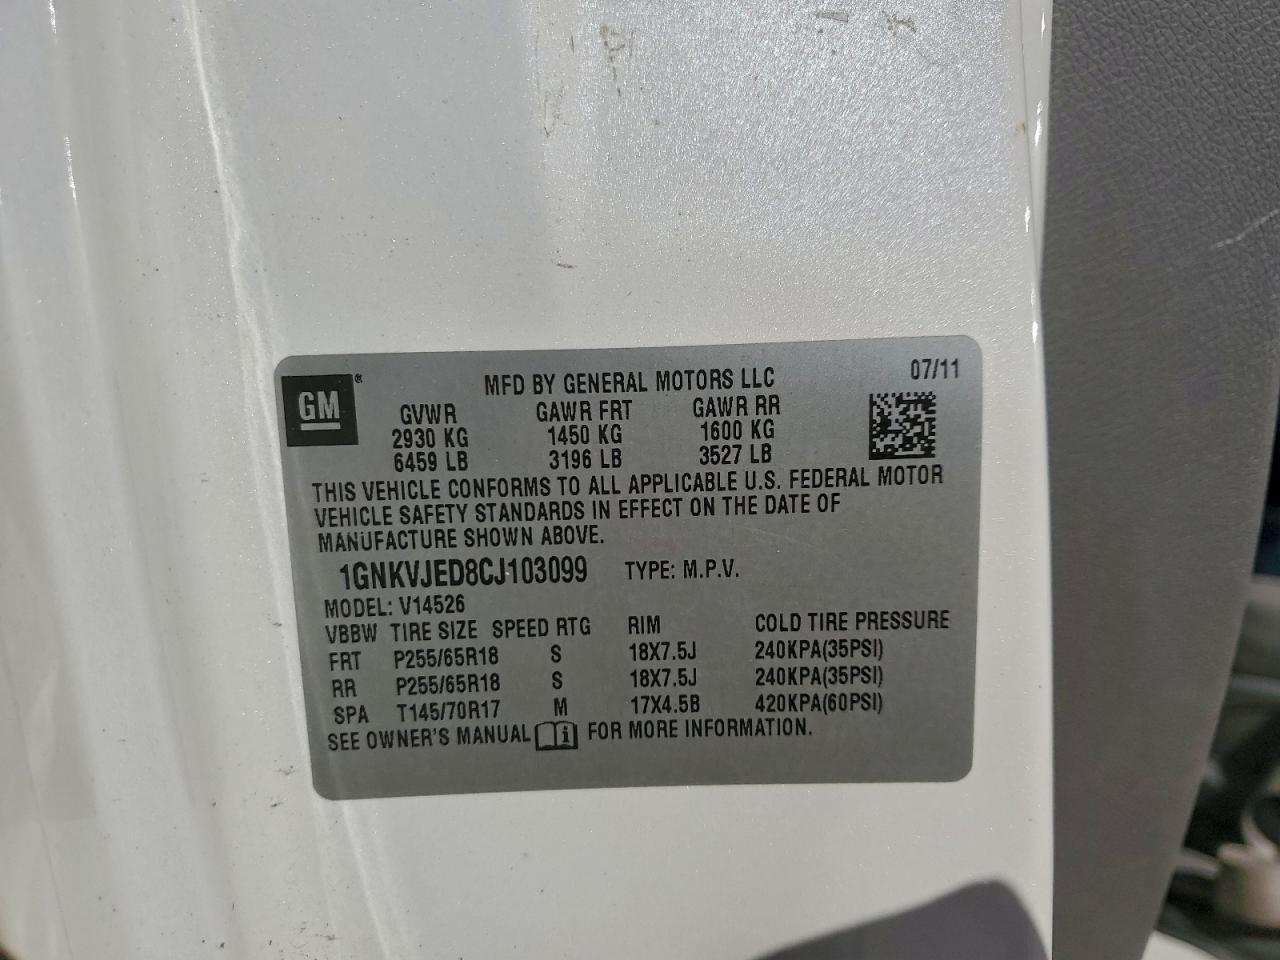 GM ®
MFD BY GENERAL MOTORS LLC 07/11
GVWR GAWR FRT GAWR RR
2930 KG 1450 KG 1600 KG
6459 LB 3196 LB 3527 LB
THIS VEHICLE CONFORMS TO ALL APPLICABLE U.S. FEDERAL MOTOR
VEHICLE SAFETY STANDARDS IN EFFECT ON THE DATE OF
MANUFACTURE SHOWN ABOVE.
1GNKVJED8CJ103099 TYPE: M.P.V.
MODEL: V14526
VBBW TIRE SIZE SPEED RTG RIM COLD TIRE PRESSURE
FRT P255/65R18 S 18X7.5J 240KPA(35PSI)
RR P255/65R18 S 18X7.5J 240KPA(35PSI)
SPA T145/70R17 M 17X4.5B 420KPA(60PSI)
SEE OWNER'S MANUAL i FOR MORE INFORMATION.